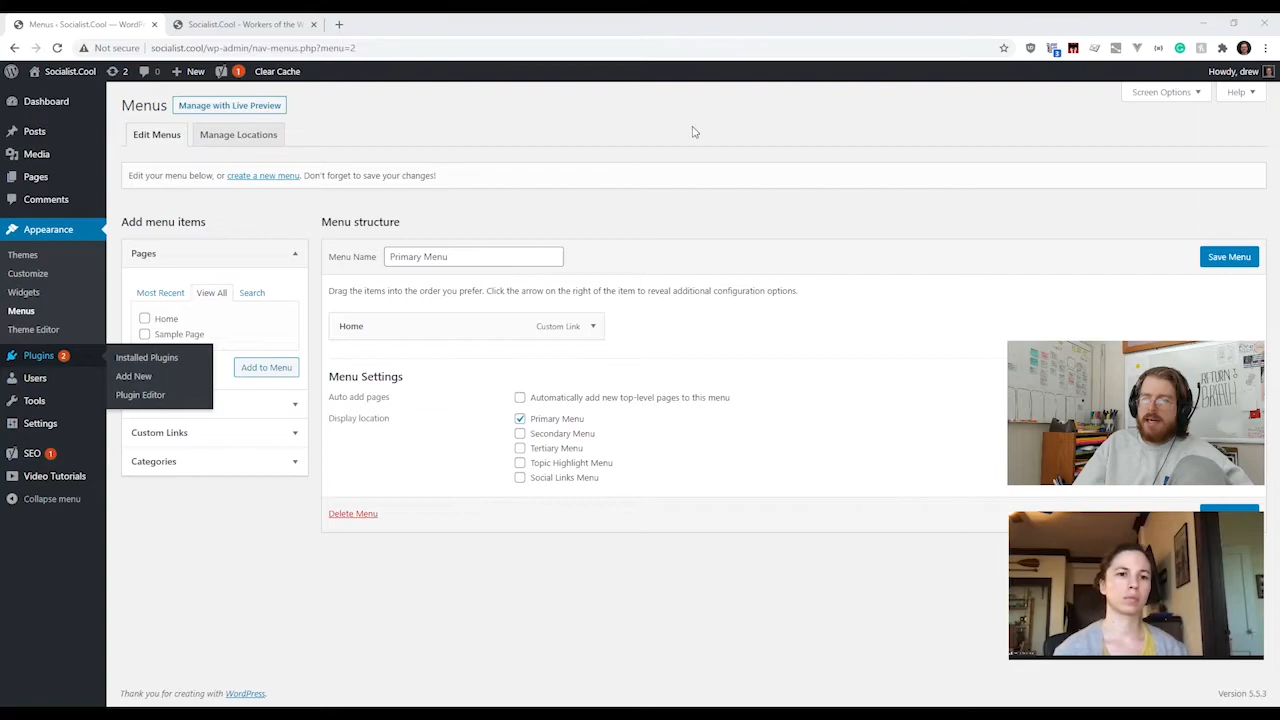 Menus ‹ Socialist.Cool — WordPr
Socialist.Cool - Workers of the W
Not secure
socialist.cool/wp-admin/nav-menus.php?menu=2
Socialist.Cool
2
0
New
1
Clear Cache
Howdy, drew
Dashboard
Posts
Media
Pages
Comments
Appearance
Themes
Customize
Widgets
Menus
Theme Editor
Plugins 2
Installed Plugins
Add New
Plugin Editor
Users
Tools
Settings
SEO 1
Video Tutorials
Collapse menu
Menus
Manage with Live Preview
Screen Options
Help
Edit Menus
Manage Locations
Edit your menu below, or create a new menu. Don't forget to save your changes!
Add menu items
Pages
Most Recent
View All
Search
Home
Sample Page
Add to Menu
Custom Links
Categories
Menu structure
Menu Name
Primary Menu
Save Menu
Drag the items into the order you prefer. Click the arrow on the right of the item to reveal additional configuration options.
Home
Custom Link
Menu Settings
Auto add pages
Automatically add new top-level pages to this menu
Display location
Primary Menu
Secondary Menu
Tertiary Menu
Topic Highlight Menu
Social Links Menu
Delete Menu
RETURN
BREATH
Thank you for creating with WordPress.
Version 5.5.3